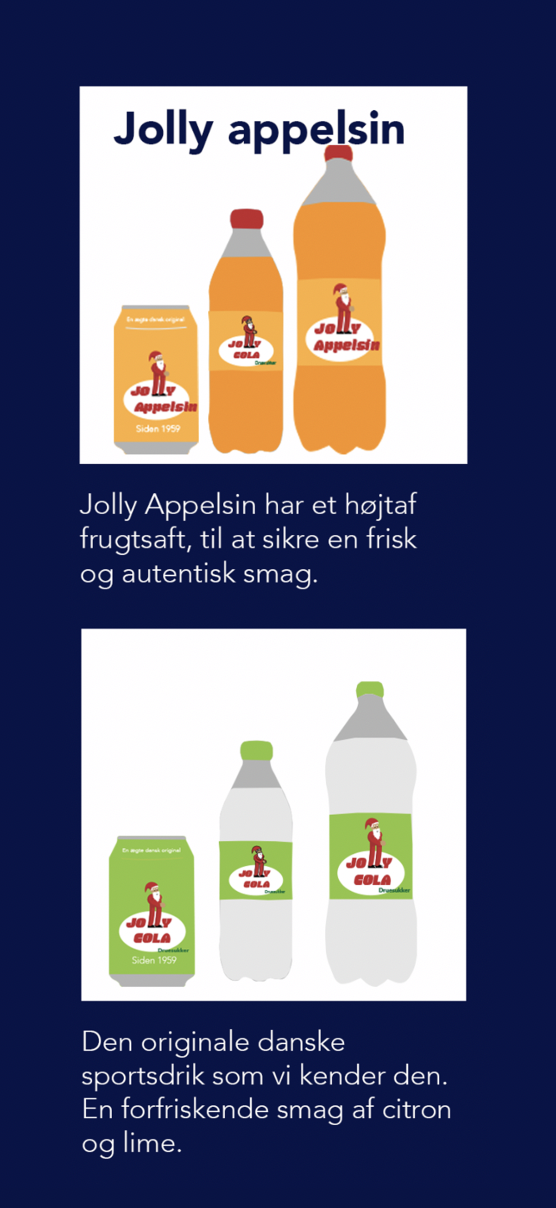 Jolly appelsin
En ægte dansk original
JOLLY
Appelsin
Siden 1959
JOLLY
COLA
Druesukker
JOLLY
Appelsin
Jolly Appelsin har et højtaf
frugtsaft, til at sikre en frisk
og autentisk smag.
En ægte dansk original
JOLLY
COLA
Druesukker
Siden 1959
JOLLY
COLA
Druesukker
JOLLY
COLA
Druesukker
Den originale danske
sportsdrik som vi kender den.
En forfriskende smag af citron
og lime.